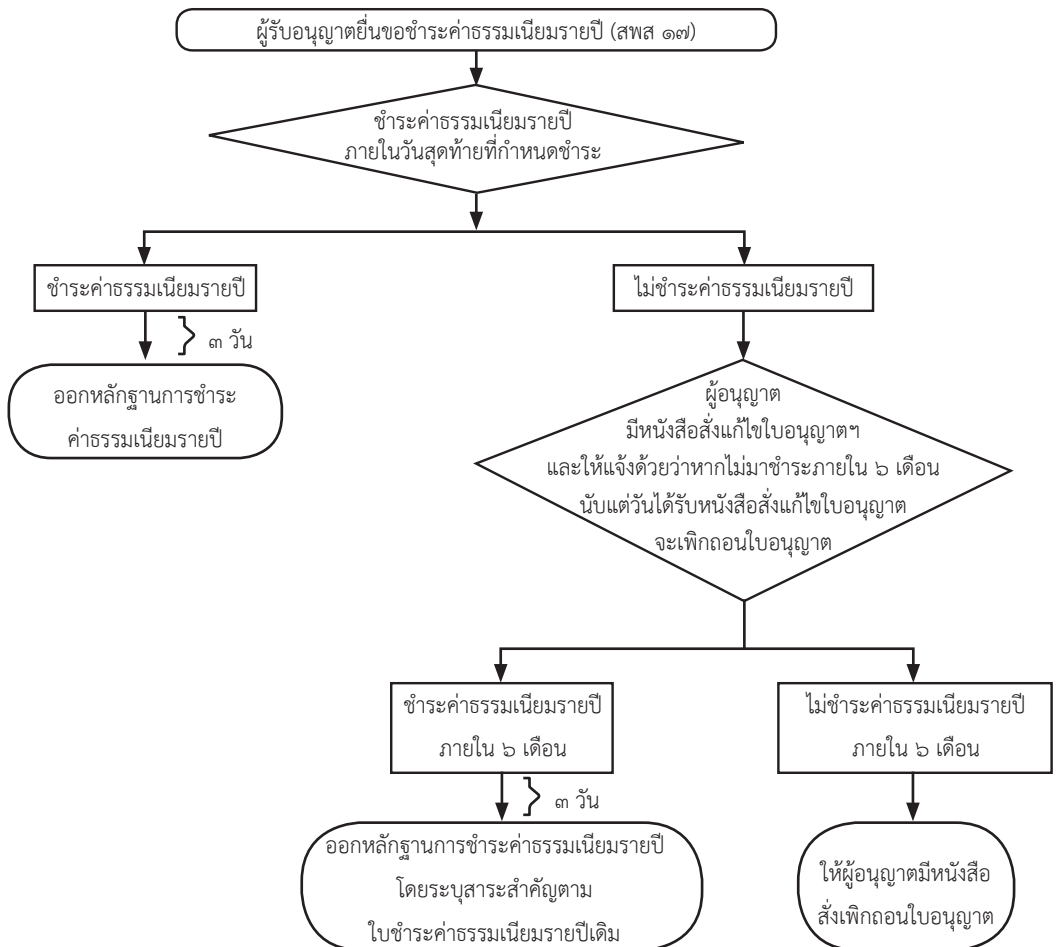 ผู้รับอนุญาตยื่นขอชำระค่าธรรมเนียมรายปี (สพส ๑๗)
ชำระค่าธรรมเนียมรายปี
ภายในวันสุดท้ายที่กำหนดชำระ
ชำระค่าธรรมเนียมรายปี
ไม่ชำระค่าธรรมเนียมรายปี
๓ วัน
ออกหลักฐานการชำระ
ค่าธรรมเนียมรายปี
ผู้อนุญาต
มีหนังสือสั่งแก้ไขใบอนุญาตฯ
และให้แจ้งด้วยว่าหากไม่มาชำระภายใน ๖ เดือน
นับแต่วันได้รับหนังสือสั่งแก้ไขใบอนุญาต
จะเพิกถอนใบอนุญาต
ชำระค่าธรรมเนียมรายปี
ภายใน ๖ เดือน
ไม่ชำระค่าธรรมเนียมรายปี
ภายใน ๖ เดือน
๓ วัน
ออกหลักฐานการชำระค่าธรรมเนียมรายปี
โดยระบุสาระสำคัญตาม
ใบชำระค่าธรรมเนียมรายปีเดิม
ให้ผู้อนุญาตมีหนังสือ
สั่งเพิกถอนใบอนุญาต